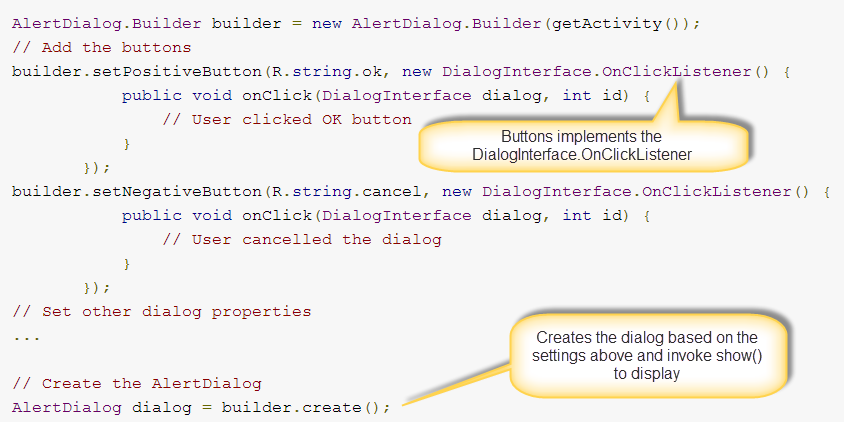 AlertDialog.Builder builder = new AlertDialog.Builder(getActivity());
// Add the buttons
builder.setPositiveButton(R.string.ok, new DialogInterface.OnClickListener() {
public void onClick(DialogInterface dialog, int id) {
// User clicked OK button
}
});
Buttons implements the
DialogInterface.OnClickListener
builder.setNegativeButton(R.string.cancel, new DialogInterface.OnClickListener() {
public void onClick(DialogInterface dialog, int id) {
// User cancelled the dialog
}
});
// Set other dialog properties
...
Creates the dialog based on the
settings above and invoke show()
to display
// Create the AlertDialog
AlertDialog dialog = builder.create();